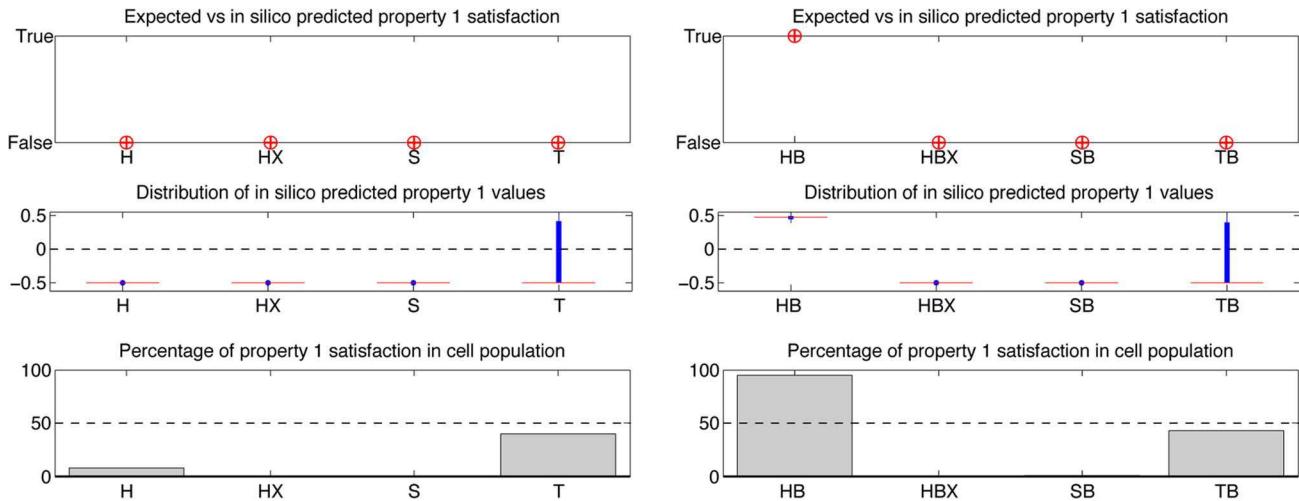 Expected vs in silico predicted property 1 satisfaction
True
False
H HX S T
Distribution of in silico predicted property 1 values
0.5
0
−0.5
H HX S T
Percentage of property 1 satisfaction in cell population
100
50
0
H HX S T
Expected vs in silico predicted property 1 satisfaction
True
False
HB HBX SB TB
Distribution of in silico predicted property 1 values
0.5
0
−0.5
HB HBX SB TB
Percentage of property 1 satisfaction in cell population
100
50
0
HB HBX SB TB